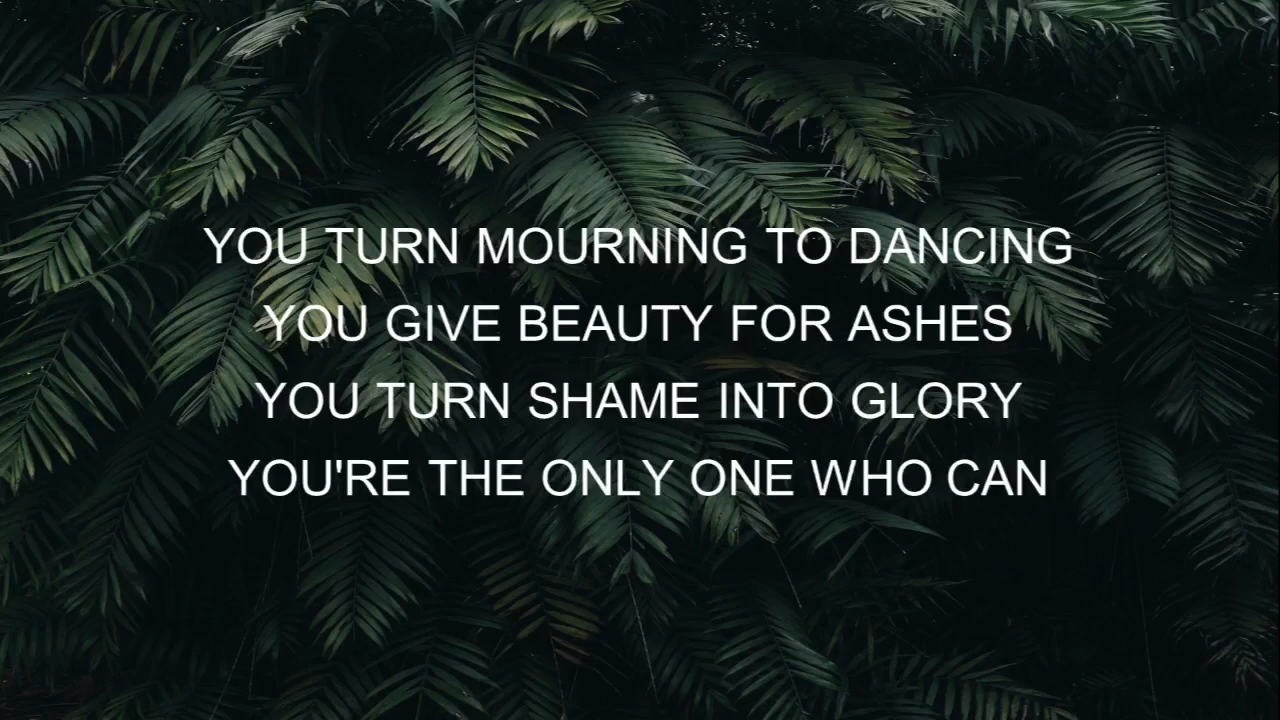 YOU TURN MOURNING TO DANCING
YOU GIVE BEAUTY FOR ASHES
YOU TURN SHAME INTO GLORY
YOU'RE THE ONLY ONE WHO CAN